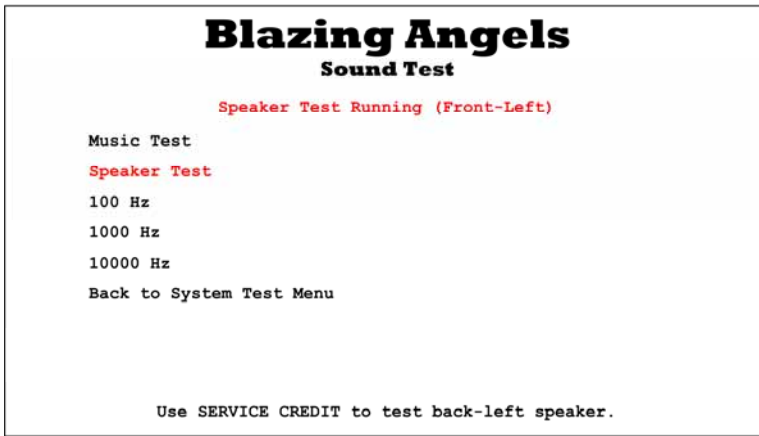 Blazing Angels
Sound Test
Speaker Test Running (Front-Left)
Music Test
Speaker Test
100 Hz
1000 Hz
10000 Hz
Back to System Test Menu
Use SERVICE CREDIT to test back-left speaker.